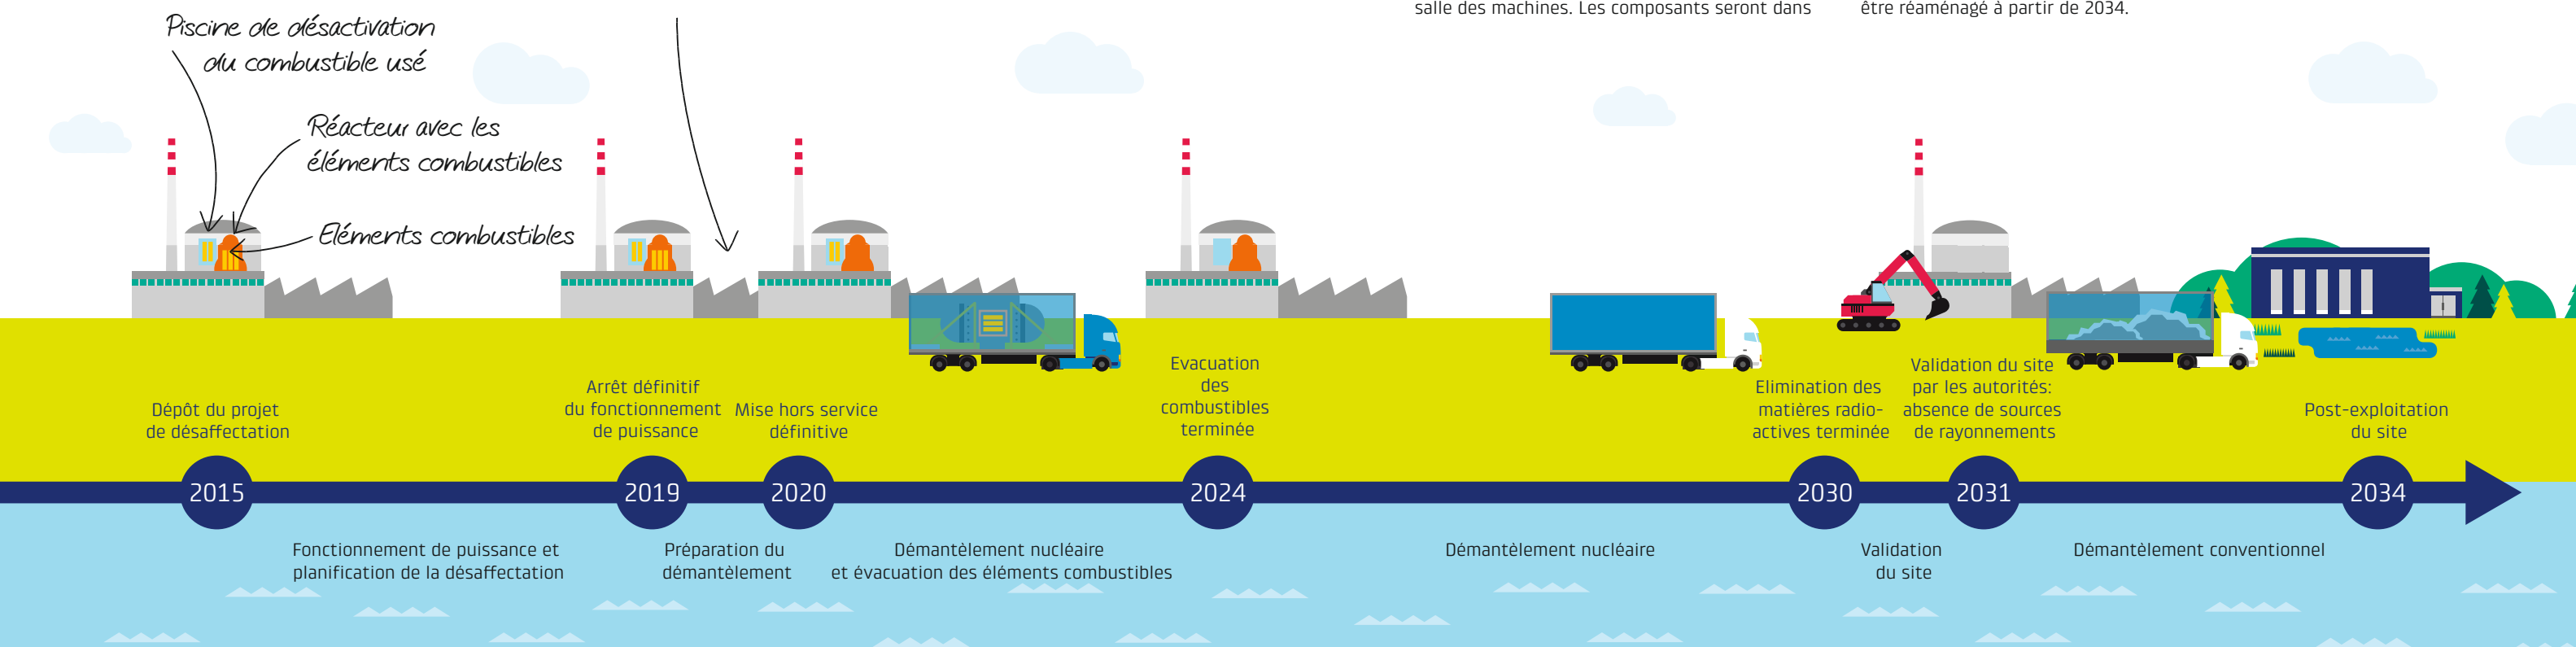 salle des machines. Les composants seront dans
être réaménagé à partir de 2034.
Piscine de désactivation
du combustible usé
Réacteur avec les
éléments combustibles
Eléments combustibles
Dépôt du projet
de désaffectation
Arrêt définitif
du fonctionnement
de puissance
Mise hors service
définitive
Evacuation
des
combustibles
terminée
Elimination des
matières radio-
actives terminée
Validation du site
par les autorités:
absence de sources
de rayonnements
Post-exploitation
du site
2015
2019
2020
2024
2030
2031
2034
Fonctionnement de puissance et
planification de la désaffectation
Préparation du
démantèlement
Démantèlement nucléaire
et évacuation des éléments combustibles
Démantèlement nucléaire
Validation
du site
Démantèlement conventionnel